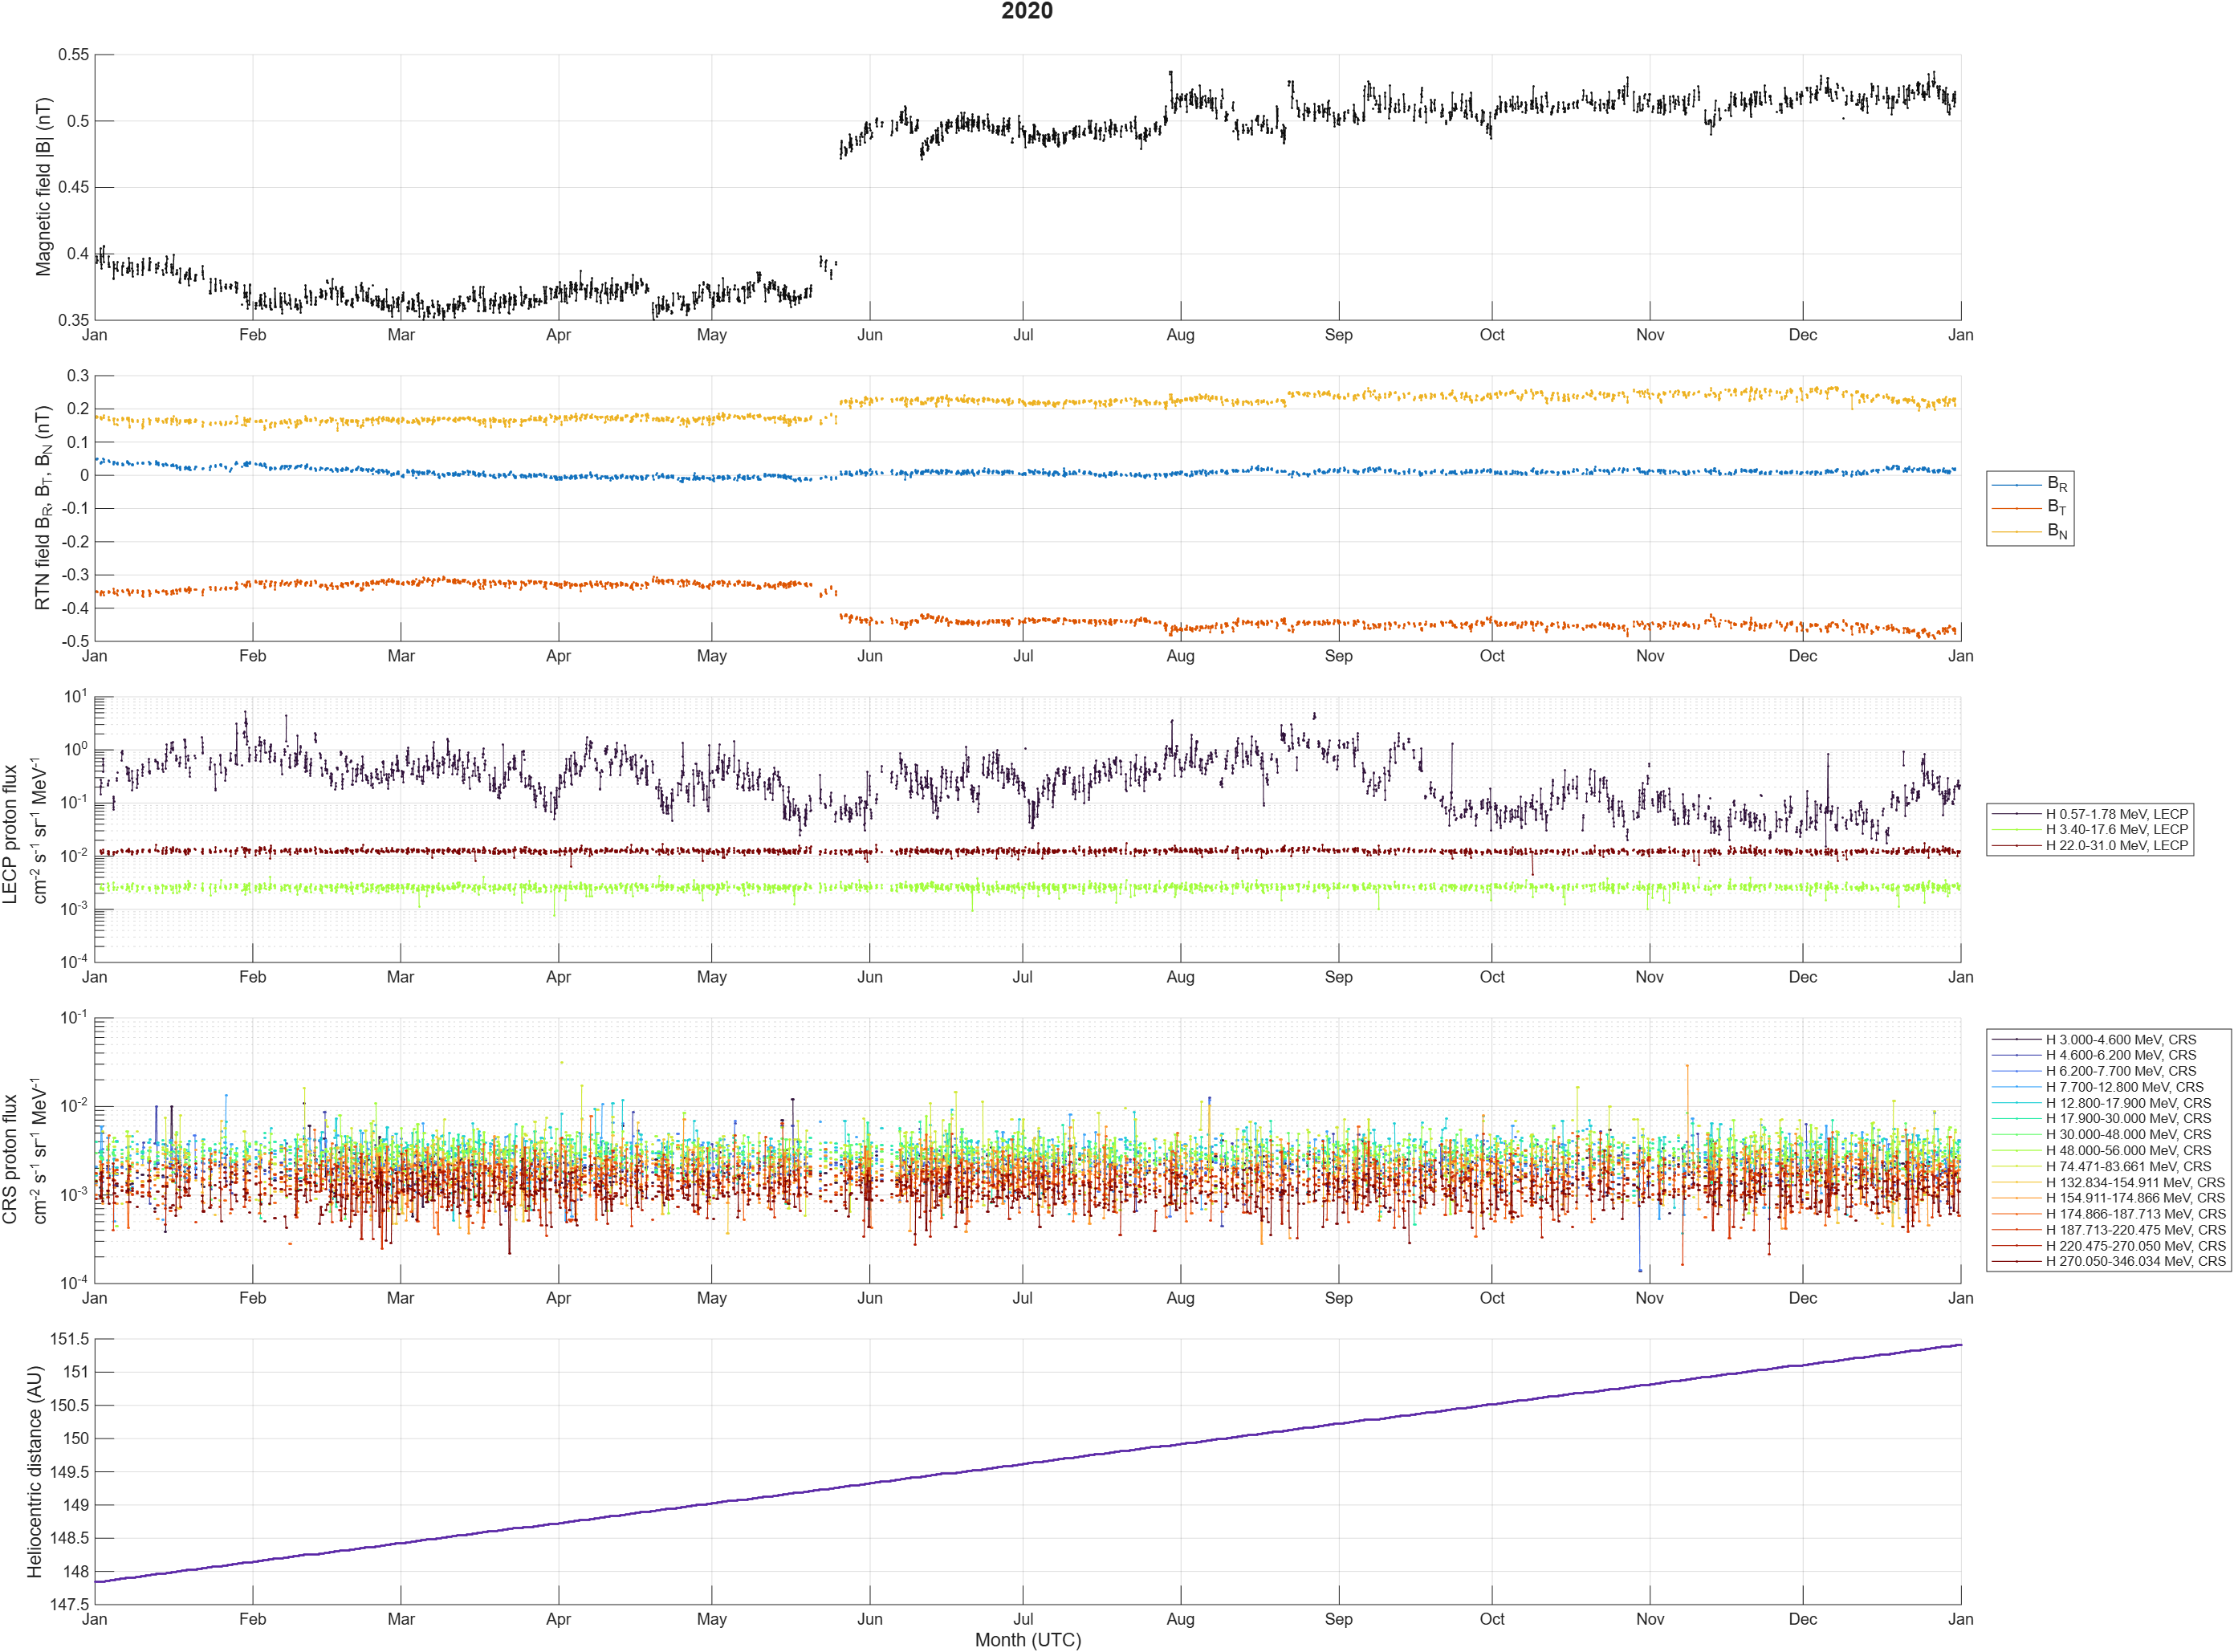 2020
Magnetic field |B| (nT)
0.55
0.5
0.45
0.4
0.35
Jan Feb Mar Apr May Jun Jul Aug Sep Oct Nov Dec Jan
RTN field B_R, B_T, B_N (nT)
0.3
0.2
0.1
0
-0.1
-0.2
-0.3
-0.4
-0.5
Jan Feb Mar Apr May Jun Jul Aug Sep Oct Nov Dec Jan
B_R
B_T
B_N
LECP proton flux
cm⁻² s⁻¹ sr⁻¹ MeV⁻¹
10¹
10⁰
10⁻¹
10⁻²
10⁻³
10⁻⁴
Jan Feb Mar Apr May Jun Jul Aug Sep Oct Nov Dec Jan
H 0.57-1.78 MeV, LECP
H 3.40-17.6 MeV, LECP
H 22.0-31.0 MeV, LECP
CRS proton flux
cm⁻² s⁻¹ sr⁻¹ MeV⁻¹
10⁻¹
10⁻²
10⁻³
10⁻⁴
Jan Feb Mar Apr May Jun Jul Aug Sep Oct Nov Dec Jan
H 3.000-4.600 MeV, CRS
H 4.600-6.200 MeV, CRS
H 6.200-7.700 MeV, CRS
H 7.700-12.800 MeV, CRS
H 12.800-17.900 MeV, CRS
H 17.900-30.000 MeV, CRS
H 30.000-48.000 MeV, CRS
H 48.000-56.000 MeV, CRS
H 74.471-83.661 MeV, CRS
H 132.834-154.911 MeV, CRS
H 154.911-174.866 MeV, CRS
H 174.866-187.713 MeV, CRS
H 187.713-220.475 MeV, CRS
H 220.475-270.050 MeV, CRS
H 270.050-346.034 MeV, CRS
Heliocentric distance (AU)
151.5
151
150.5
150
149.5
149
148.5
148
147.5
Jan Feb Mar Apr May Jun Jul Aug Sep Oct Nov Dec Jan
Month (UTC)